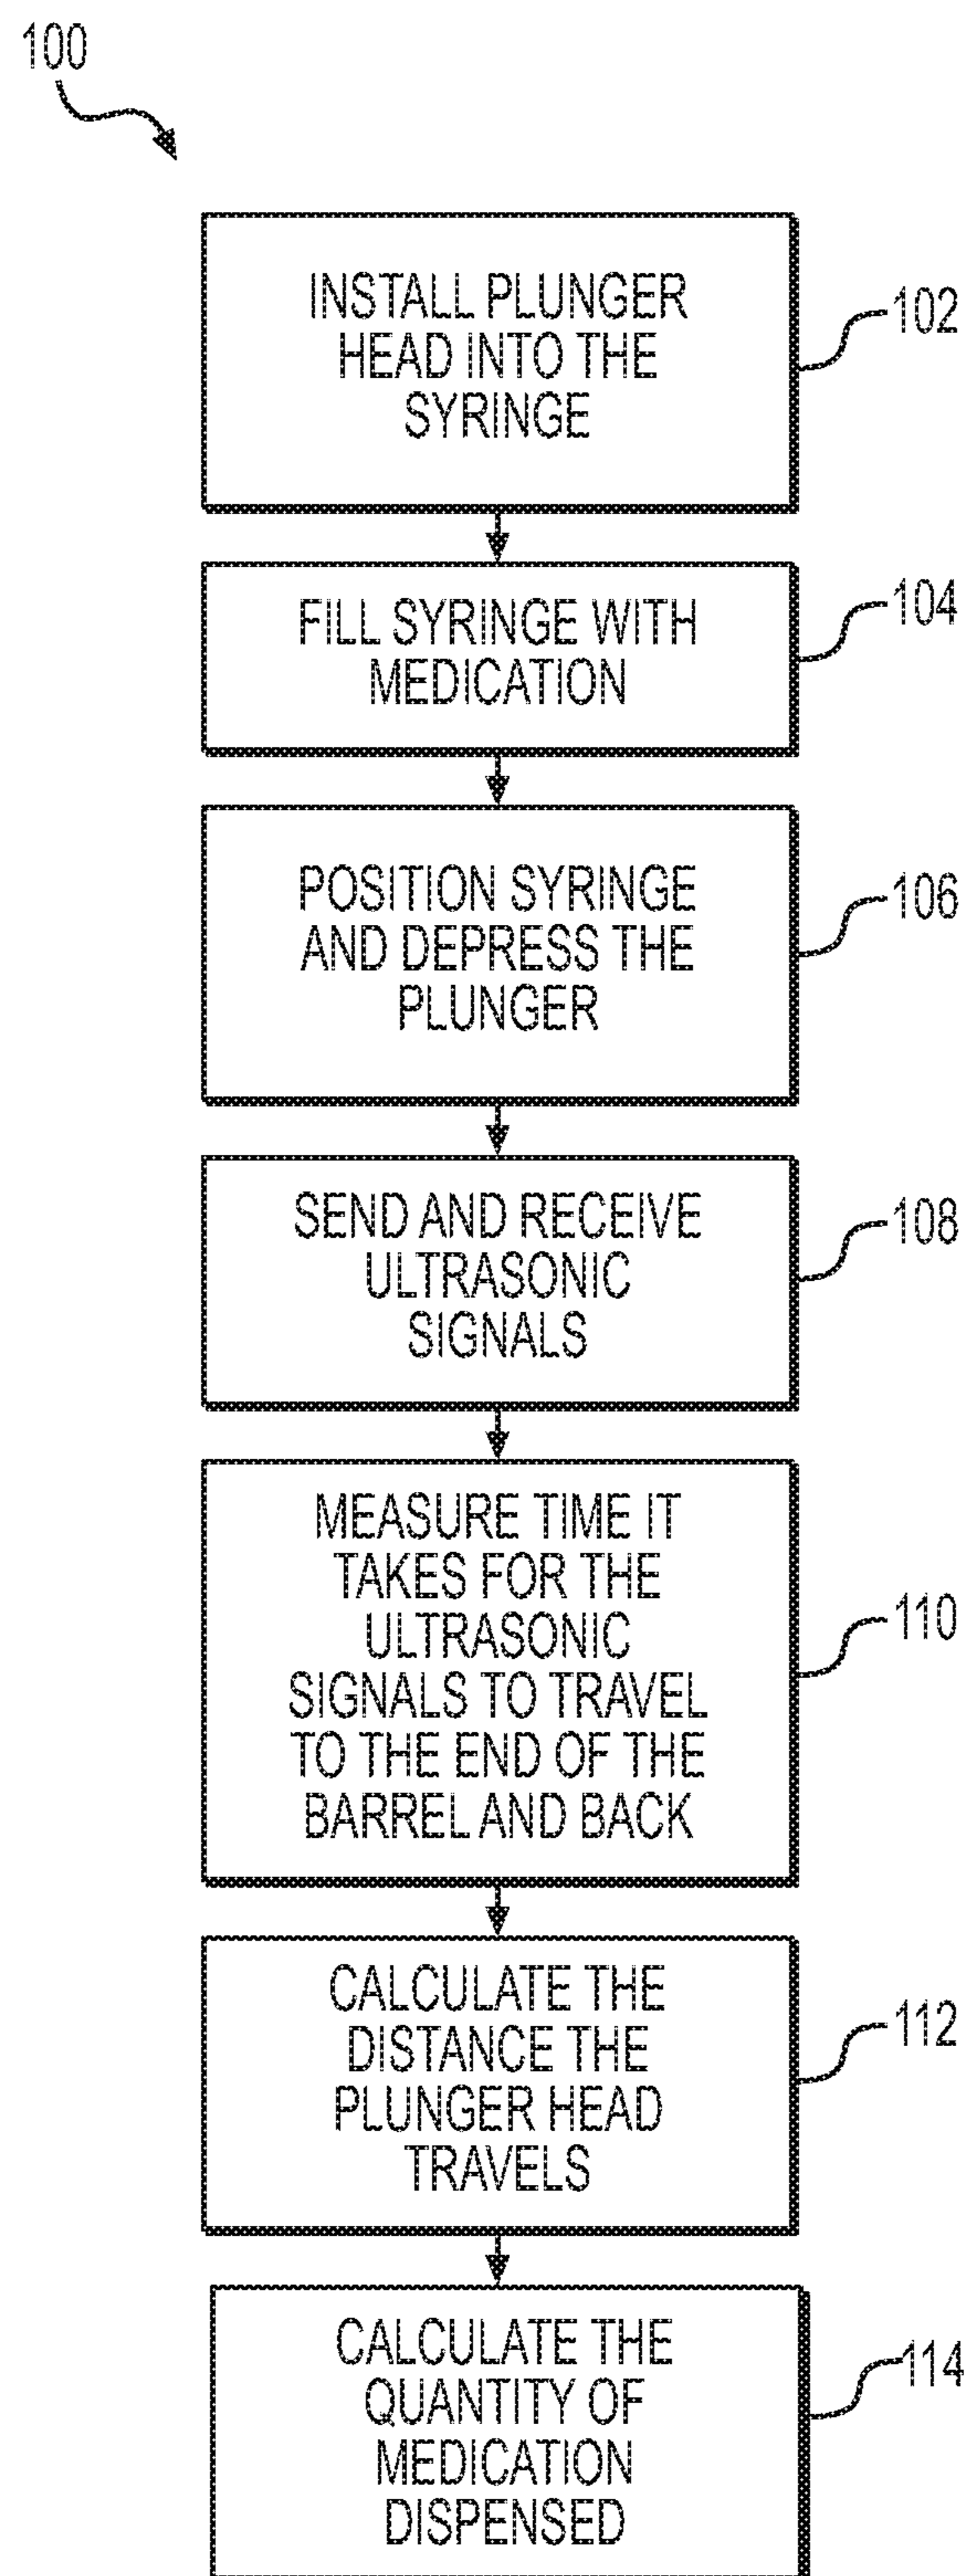 100
INSTALL PLUNGER
HEAD INTO THE
SYRINGE
102
FILL SYRINGE WITH
MEDICATION
104
POSITION SYRINGE
AND DEPRESS THE
PLUNGER
106
SEND AND RECEIVE
ULTRASONIC
SIGNALS
108
MEASURE TIME IT
TAKES FOR THE
ULTRASONIC
SIGNALS TO TRAVEL
TO THE END OF THE
BARREL AND BACK
110
CALCULATE THE
DISTANCE THE
PLUNGER HEAD
TRAVELS
112
CALCULATE THE
QUANTITY OF
MEDICATION
DISPENSED
114